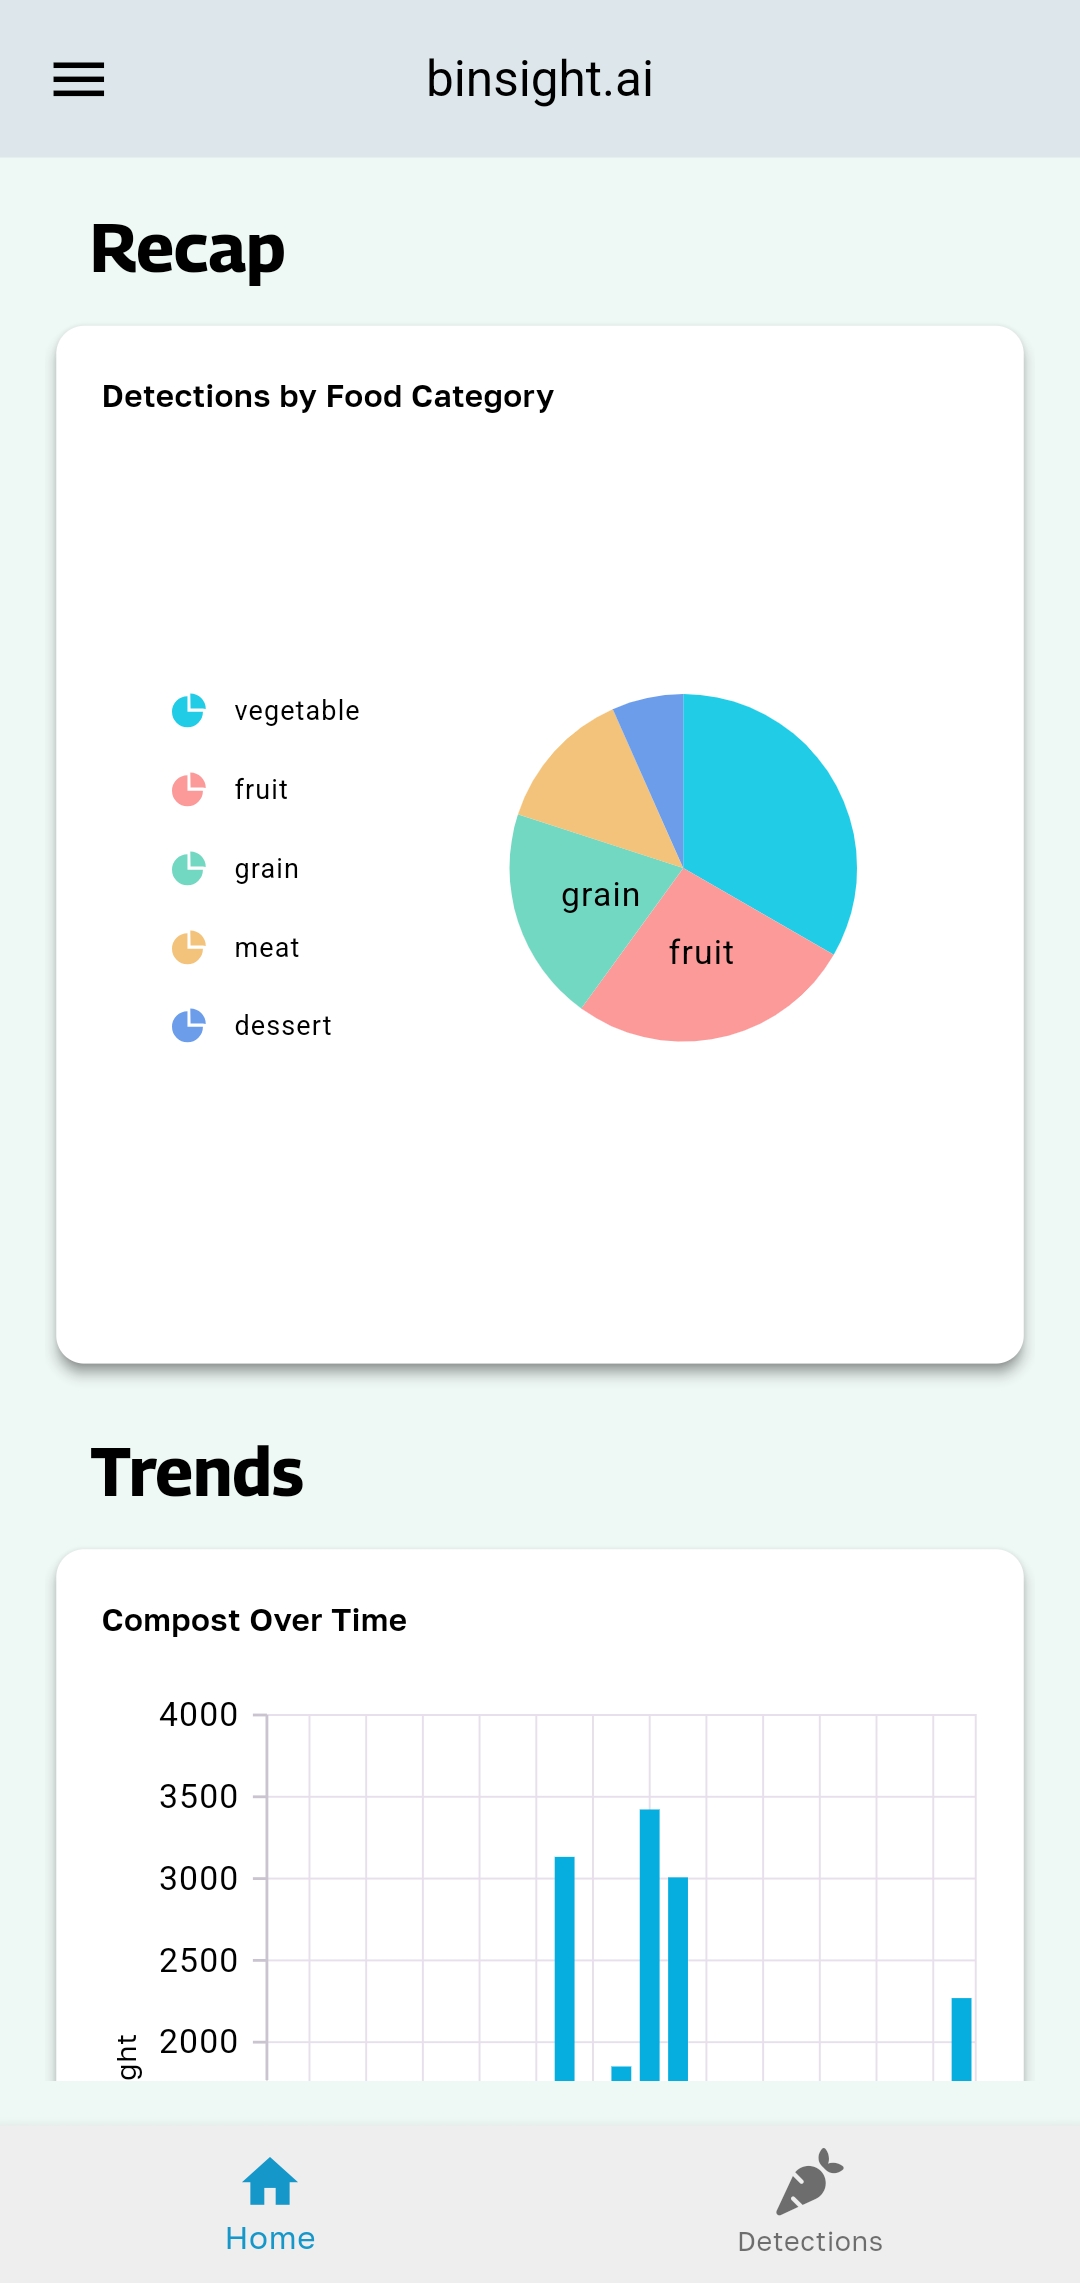 binsight.ai
Recap
Detections by Food Category
vegetable
fruit
grain
meat
dessert
grain
fruit
Trends
Compost Over Time
4000
3500
3000
2500
2000
ght
Home
Detections